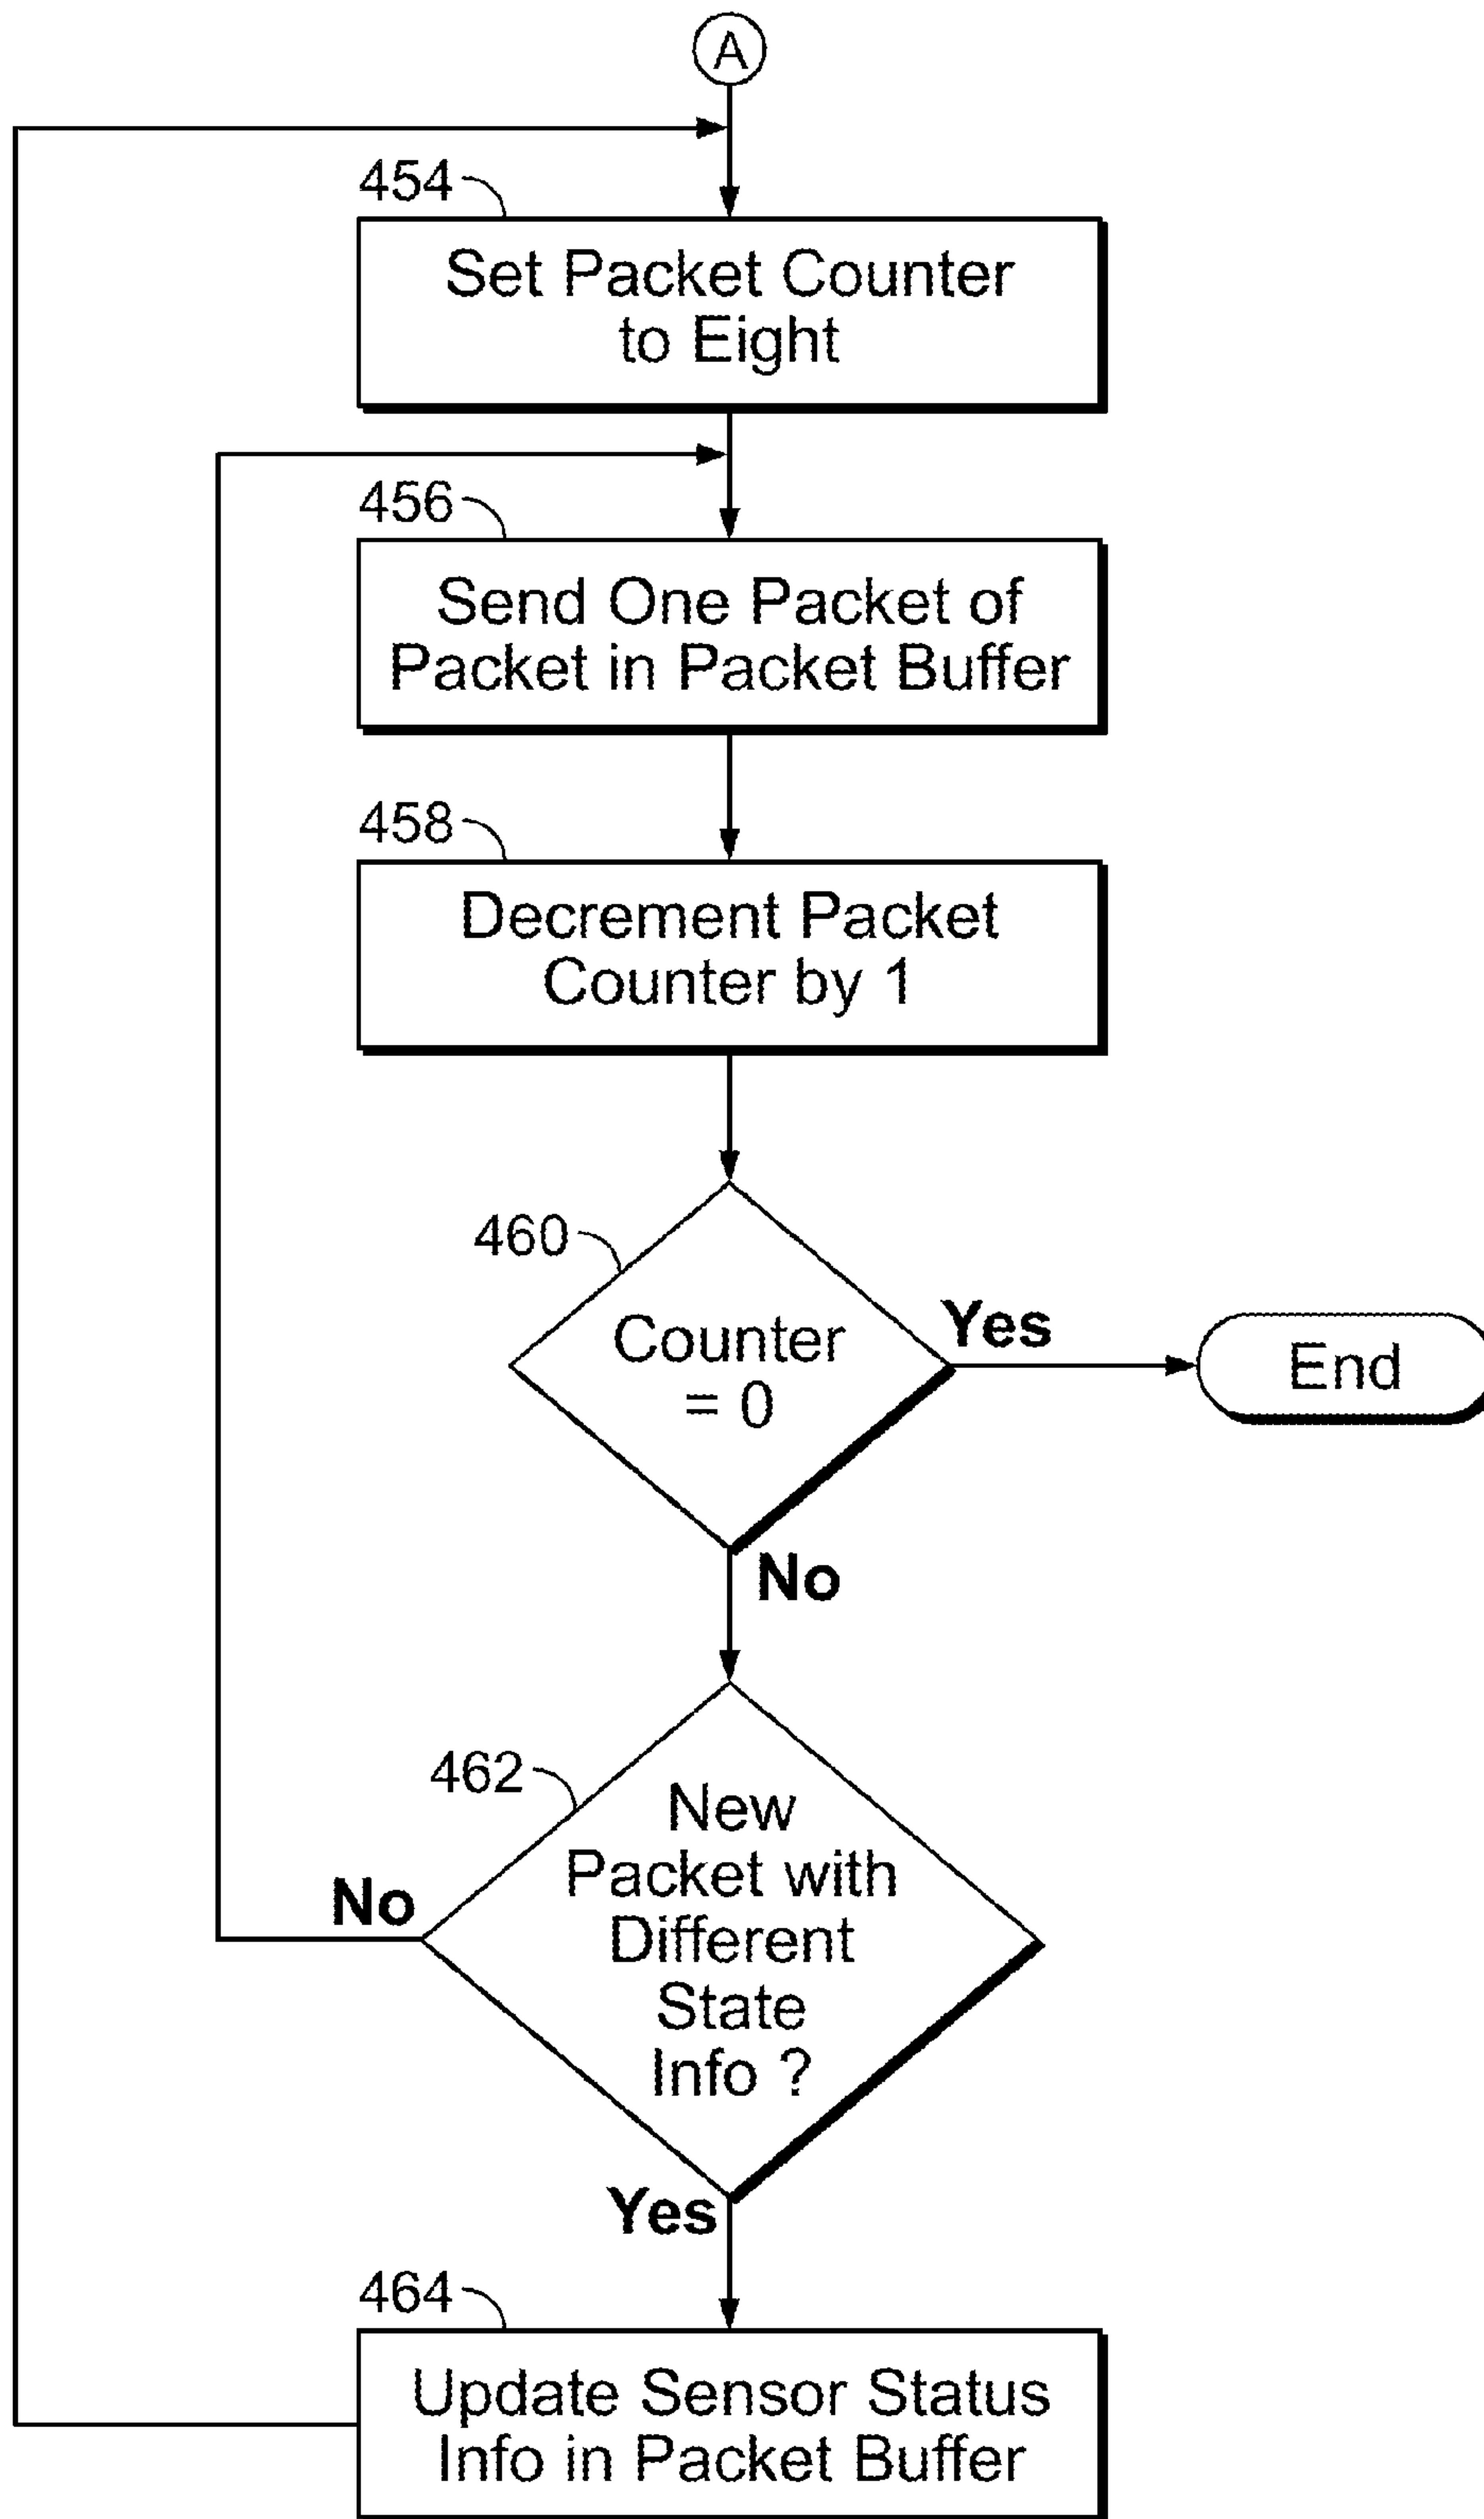 A
454
Set Packet Counter
to Eight
456
Send One Packet of
Packet in Packet Buffer
458
Decrement Packet
Counter by 1
460
Counter
= 0
Yes
End
No
462
New
Packet with
Different
State
Info ?
No
Yes
464
Update Sensor Status
Info in Packet Buffer